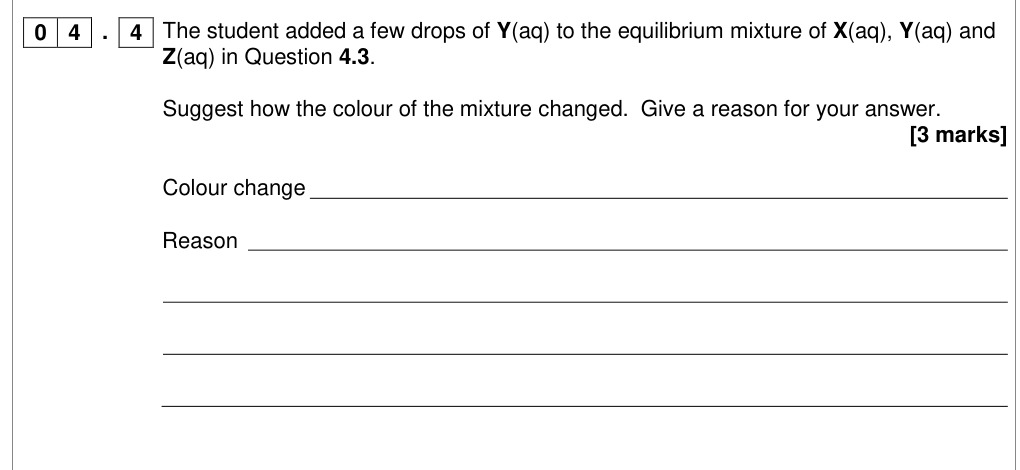 0 4 . 4 The student added a few drops of Y(aq) to the equilibrium mixture of X(aq), Y(aq) and
Z(aq) in Question 4.3.
Suggest how the colour of the mixture changed. Give a reason for your answer.
[3 marks]
Colour change
Reason